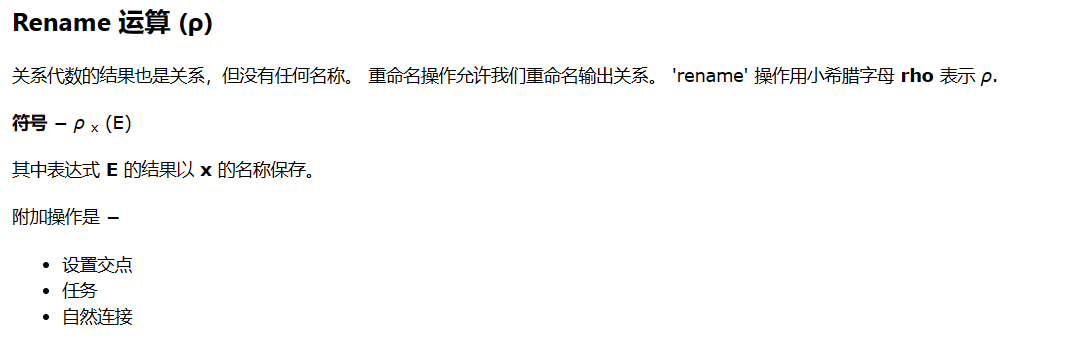 Rename 运算 (ρ)
关系代数的结果也是关系，但没有任何名称。 重命名操作允许我们重命名输出关系。 'rename' 操作用小希腊字母 rho 表示 ρ.
符号 − ρ x (E)
其中表达式 E 的结果以 x 的名称保存。
附加操作是 −
• 设置交点
• 任务
• 自然连接